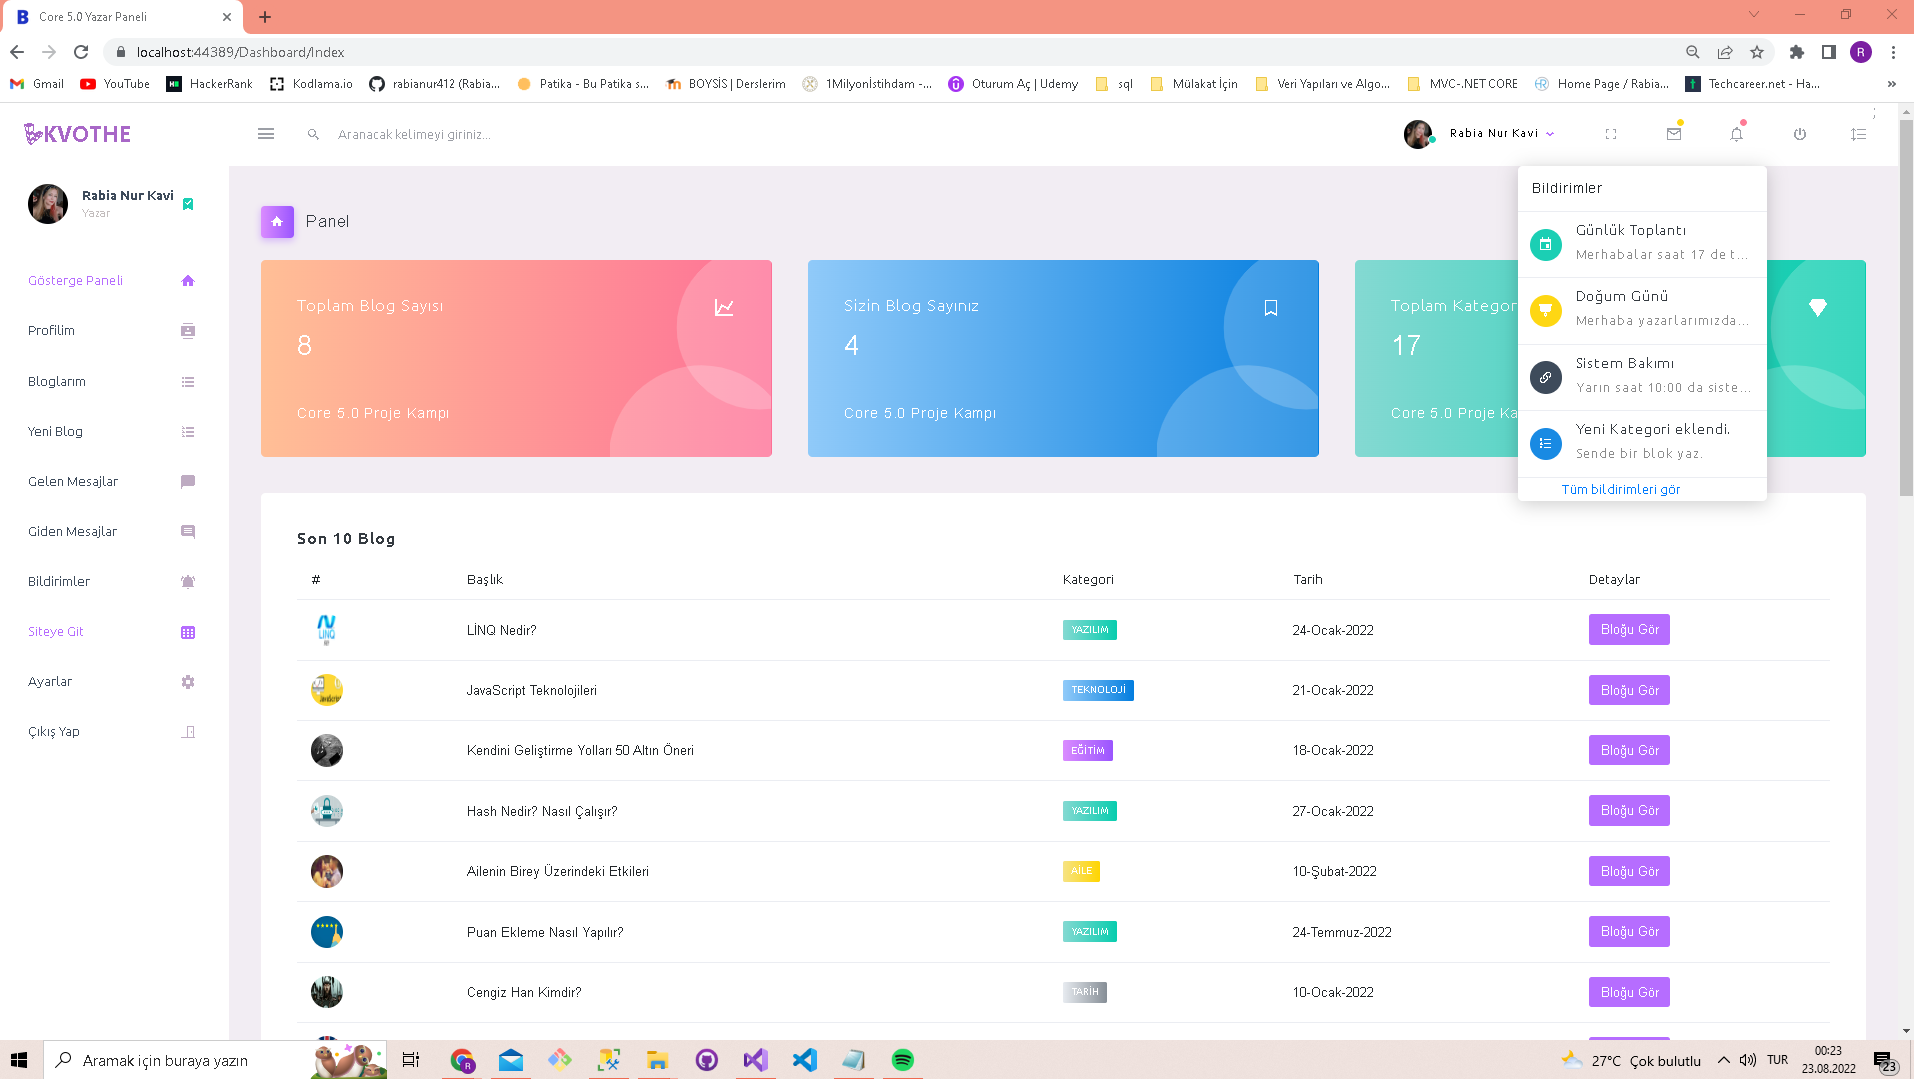 Core 5.0 Yazar Paneli
localhost:44389/Dashboard/Index
Gmail
YouTube
HackerRank
Kodlama.io
rabianur412 (Rabia...
Patika - Bu Patika s...
BOYSİS | Derslerim
1Milyonİstihdam -...
Oturum Aç | Udemy
sql
Mülakat İçin
Veri Yapıları ve Algo...
MVC-.NET CORE
Home Page / Rabia...
Techcareer.net - Ha...
KVOTHE
Aranacak kelimeyi giriniz...
Rabia Nur Kavi
Rabia Nur Kavi
Yazar
Gösterge Paneli
Profilim
Bloglarım
Yeni Blog
Gelen Mesajlar
Giden Mesajlar
Bildirimler
Siteye Git
Ayarlar
Çıkış Yap
Panel
Toplam Blog Sayısı
8
Core 5.0 Proje Kampı
Sizin Blog Sayınız
4
Core 5.0 Proje Kampı
Toplam Kategor
17
Core 5.0 Proje Ka
Bildirimler
Günlük Toplantı
Merhabalar saat 17 de t...
Doğum Günü
Merhaba yazarlarımızda...
Sistem Bakımı
Yarın saat 10:00 da siste...
Yeni Kategori eklendi.
Sende bir blok yaz.
Tüm bildirimleri gör
Son 10 Blog
# Başlık Kategori Tarih Detaylar
LİNQ Nedir? YAZILIM 24-Ocak-2022 Bloğu Gör
JavaScript Teknolojileri TEKNOLOJİ 21-Ocak-2022 Bloğu Gör
Kendini Geliştirme Yolları 50 Altın Öneri EĞİTİM 18-Ocak-2022 Bloğu Gör
Hash Nedir? Nasıl Çalışır? YAZILIM 27-Ocak-2022 Bloğu Gör
Ailenin Birey Üzerindeki Etkileri AİLE 10-Şubat-2022 Bloğu Gör
Puan Ekleme Nasıl Yapılır? YAZILIM 24-Temmuz-2022 Bloğu Gör
Cengiz Han Kimdir? TARİH 10-Ocak-2022 Bloğu Gör
Aramak için buraya yazın
27°C Çok bulutlu
TUR
00:23
23.08.2022
23